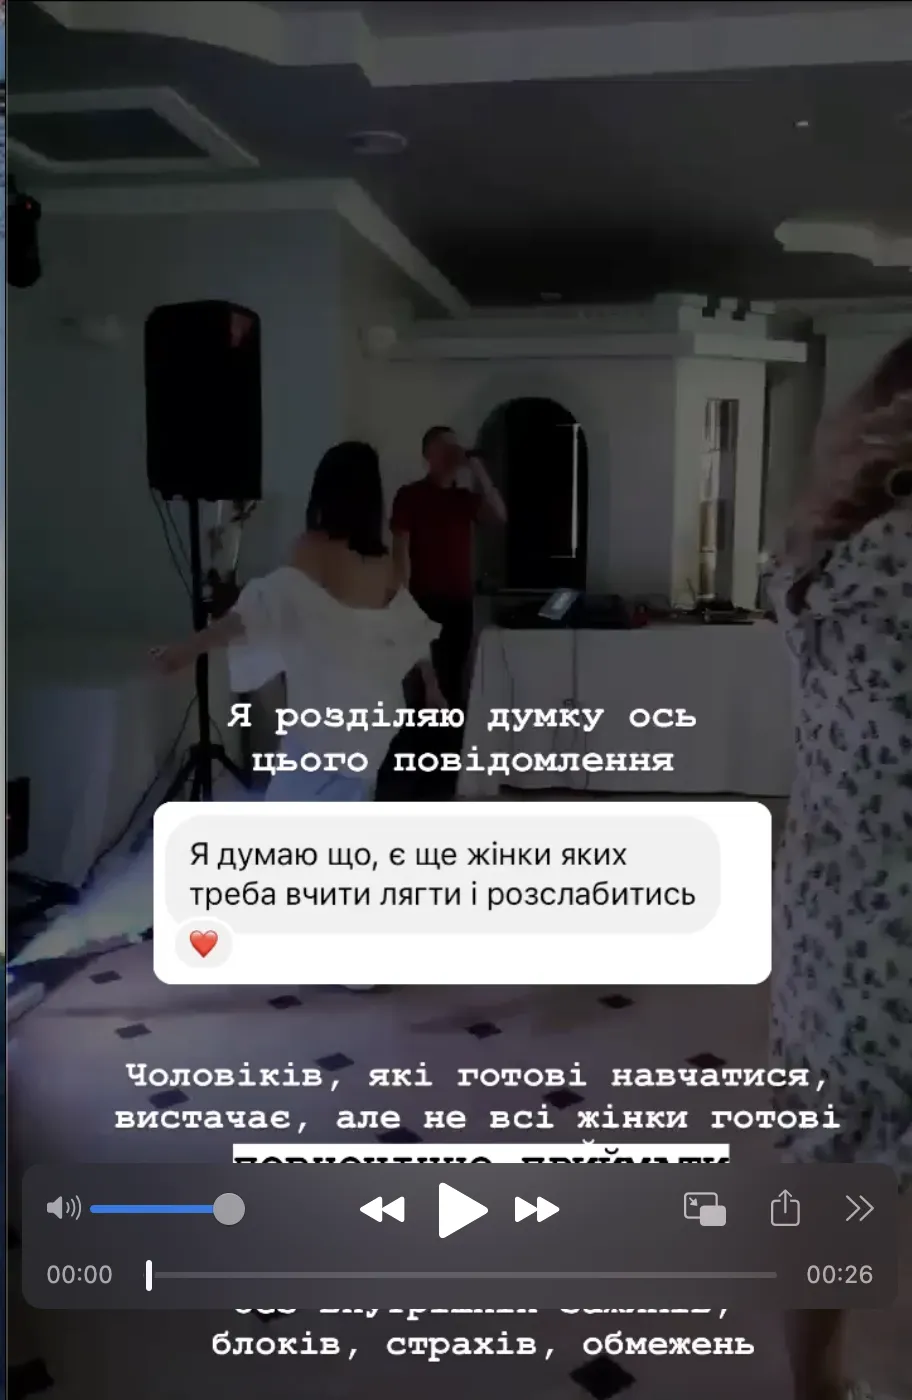 Я розділяю думку ось
цього повідомлення
Я думаю що, є ще жінки яких
треба вчити лягти і розслабитись
Чоловіків, які готові навчатися,
вистачає, але не всі жінки готові
приймати
00:00
00:26
блоків, страхів, обмежень